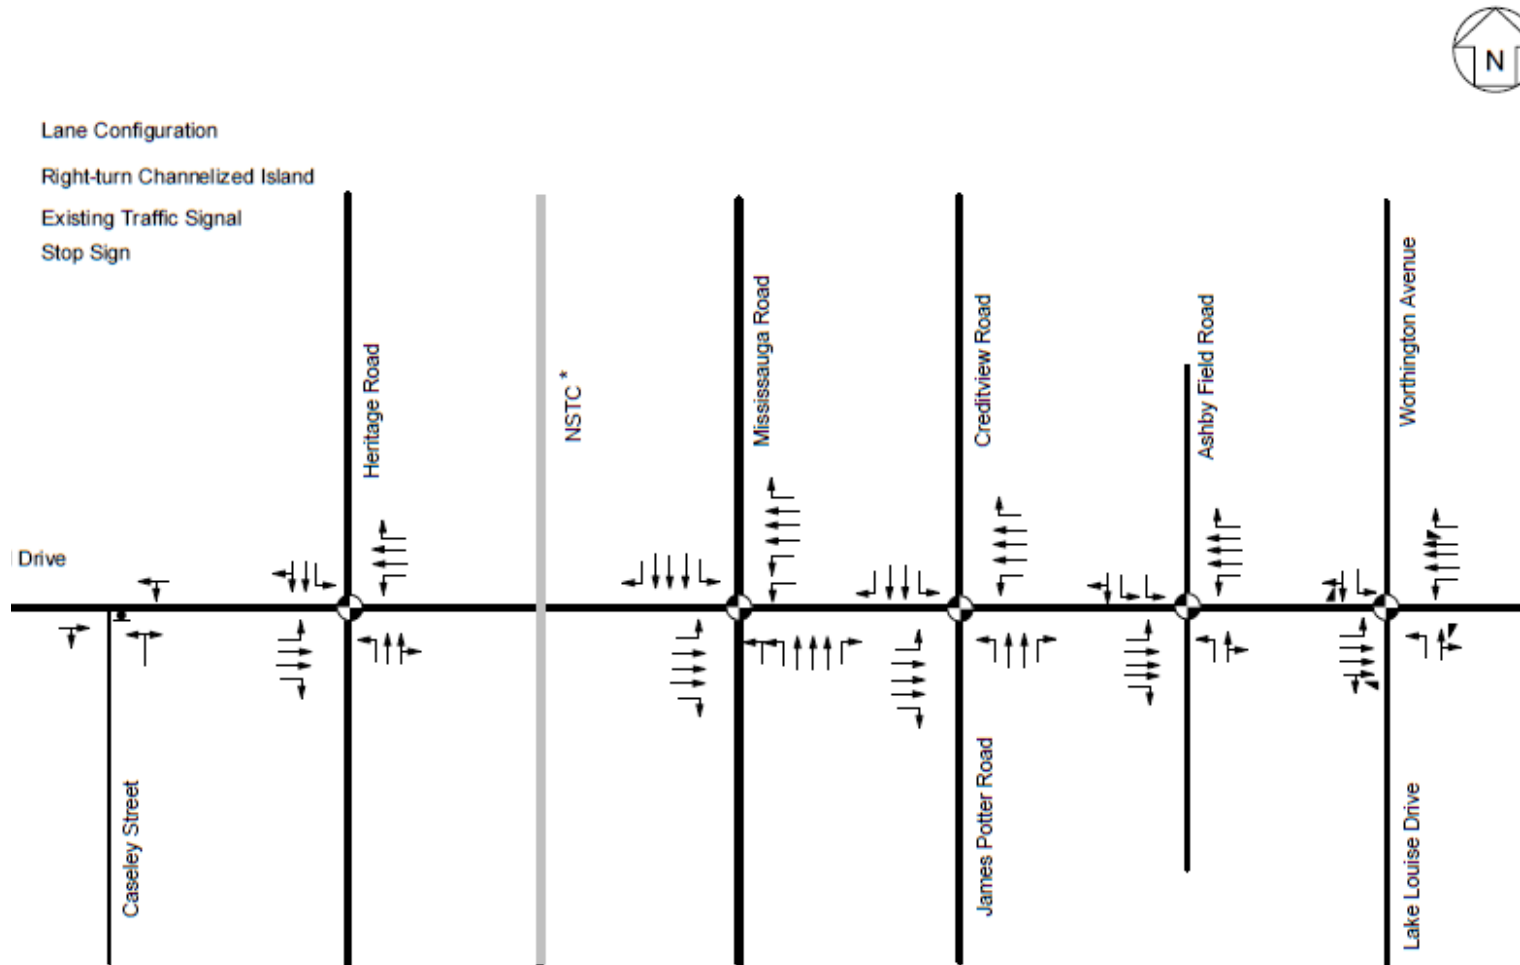 N
Lane Configuration
Right-turn Channelized Island
Existing Traffic Signal
Stop Sign
Heritage Road
NSTC *
Mississauga Road
Creditview Road
Ashby Field Road
Worthington Avenue
Drive
Caseley Street
James Potter Road
Lake Louise Drive